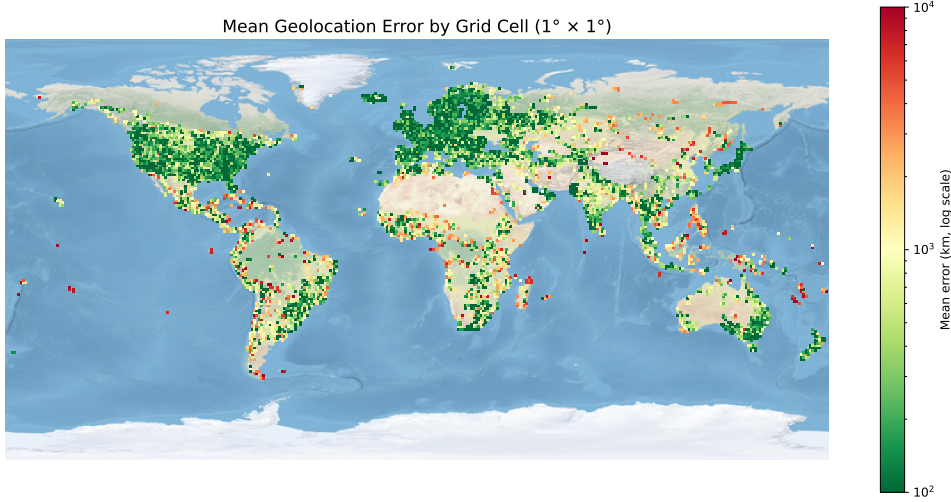 Mean Geolocation Error by Grid Cell (1° × 1°)
10⁴
10³
10²
Mean error (km, log scale)